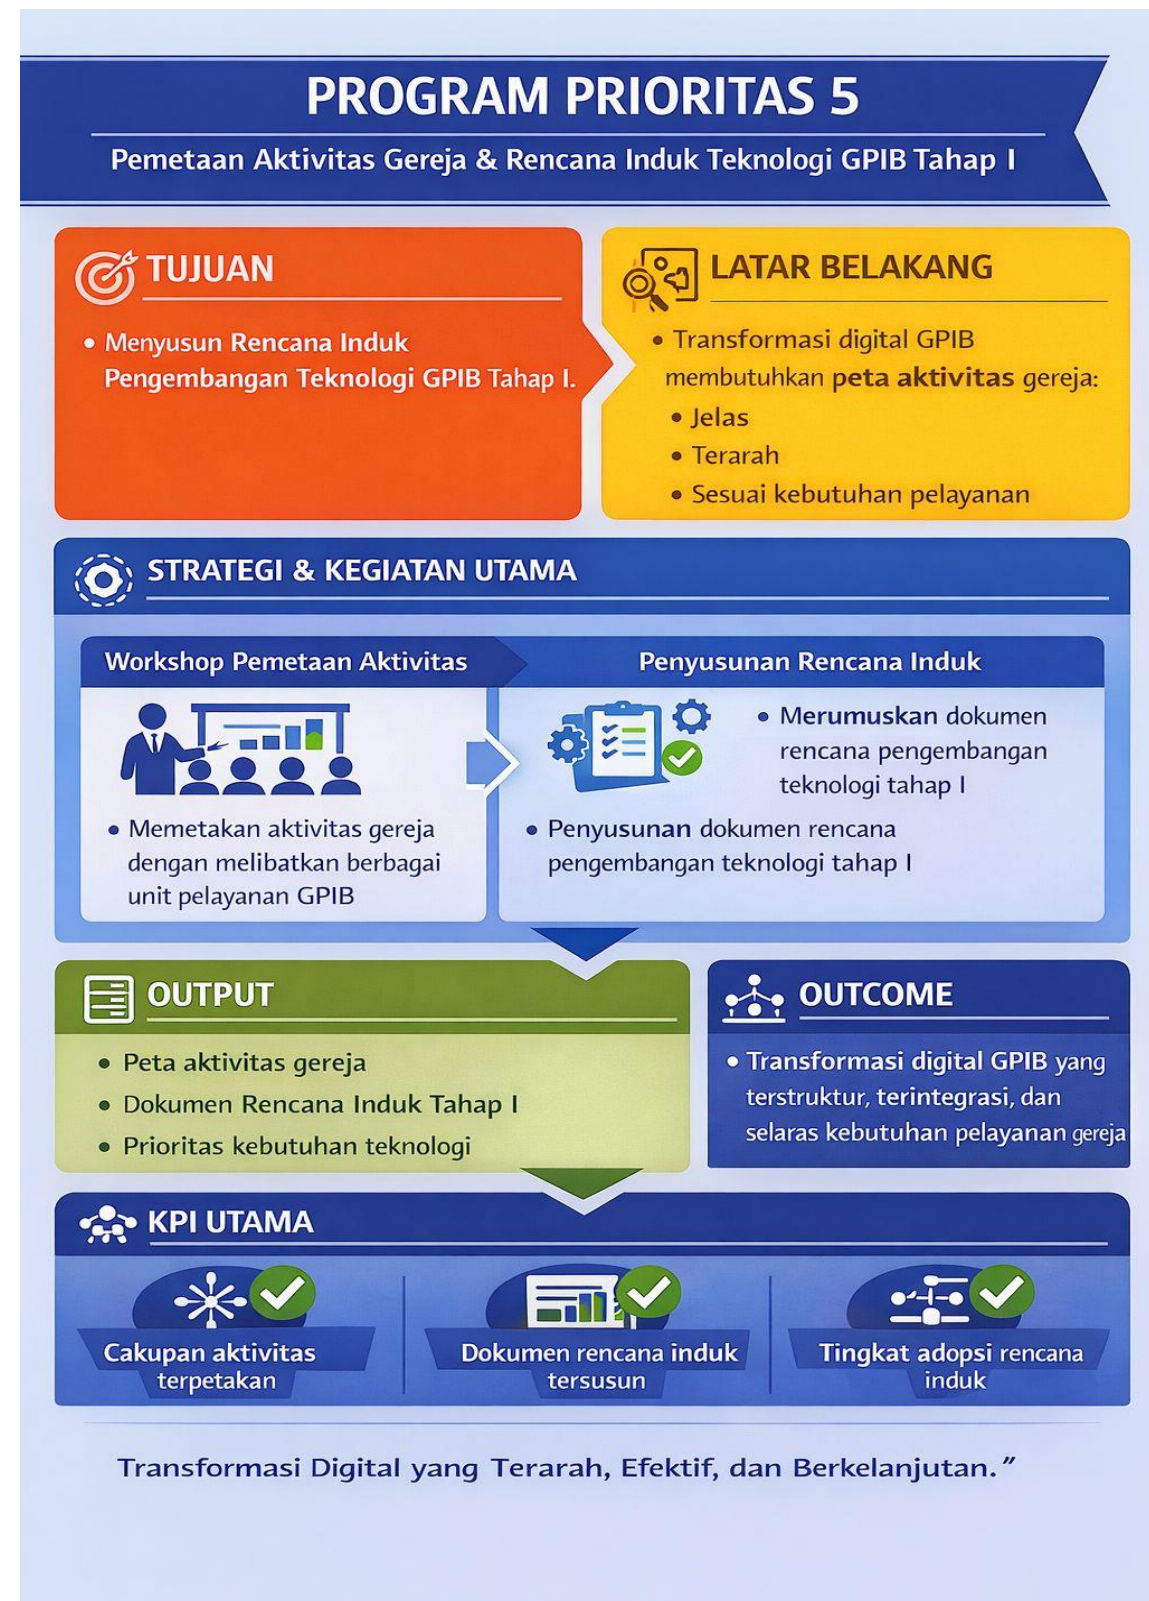 PROGRAM PRIORITAS 5
Pemetaan Aktivitas Gereja & Rencana Induk Teknologi GPIB Tahap I
TUJUAN
• Menyusun Rencana Induk
Pengembangan Teknologi GPIB Tahap I.
LATAR BELAKANG
• Transformasi digital GPIB
membutuhkan peta aktivitas gereja:
• Jelas
• Terarah
• Sesuai kebutuhan pelayanan
STRATEGI & KEGIATAN UTAMA
Workshop Pemetaan Aktivitas
• Memetakan aktivitas gereja
dengan melibatkan berbagai
unit pelayanan GPIB
Penyusunan Rencana Induk
• Merumuskan dokumen
rencana pengembangan
teknologi tahap I
• Penyusunan dokumen rencana
pengembangan teknologi tahap I
OUTPUT
• Peta aktivitas gereja
• Dokumen Rencana Induk Tahap I
• Prioritas kebutuhan teknologi
OUTCOME
• Transformasi digital GPIB yang
terstruktur, terintegrasi, dan
selaras kebutuhan pelayanan gereja
KPI UTAMA
Cakupan aktivitas
terpetakan
Dokumen rencana induk
tersusun
Tingkat adopsi rencana
induk
Transformasi Digital yang Terarah, Efektif, dan Berkelanjutan.”